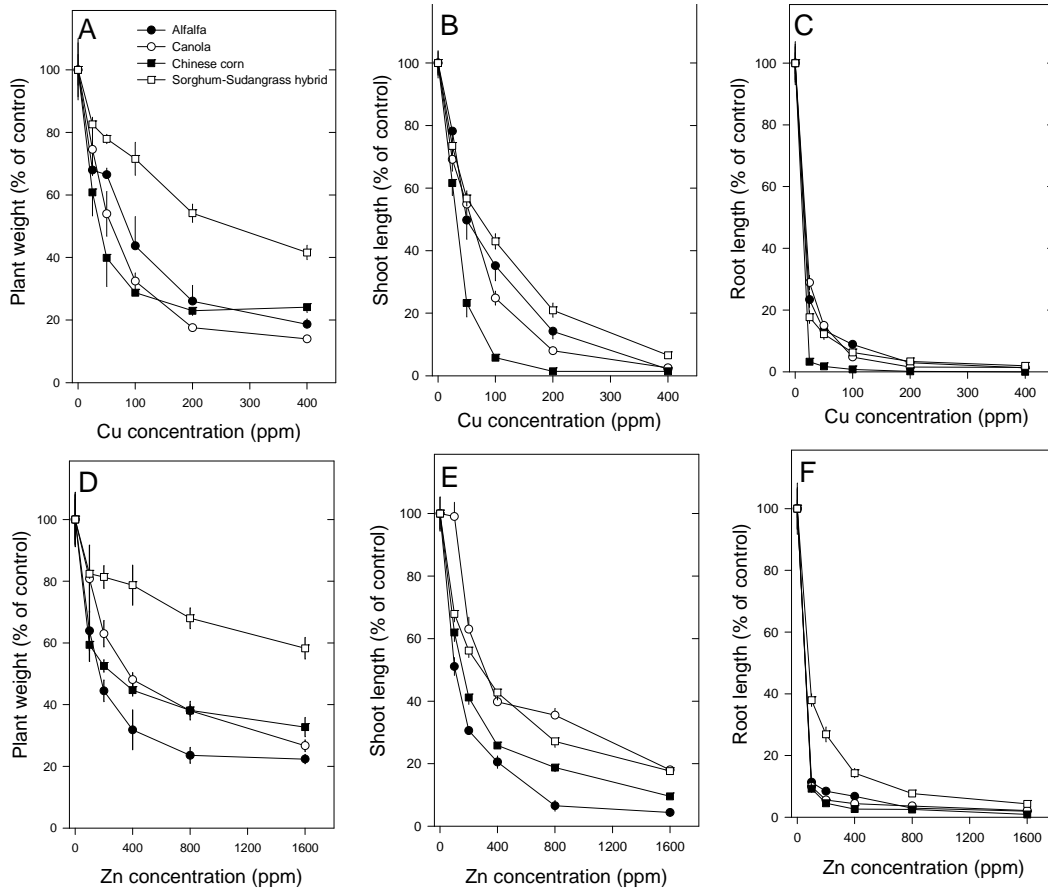 A
Alfalfa
Canola
Chinese corn
Sorghum-Sudangrass hybrid
Plant weight (% of control)
100
80
60
40
20
0
0 100 200 300 400
Cu concentration (ppm)
B
Shoot length (% of control)
100
80
60
40
20
0
0 100 200 300 400
Cu concentration (ppm)
C
Root length (% of control)
100
80
60
40
20
0
0 100 200 300 400
Cu concentration (ppm)
D
Plant weight (% of control)
100
80
60
40
20
0
0 400 800 1200 1600
Zn concentration (ppm)
E
Shoot length (% of control)
100
80
60
40
20
0
0 400 800 1200 1600
Zn concentration (ppm)
F
Root length (% of control)
100
80
60
40
20
0
0 400 800 1200 1600
Zn concentration (ppm)